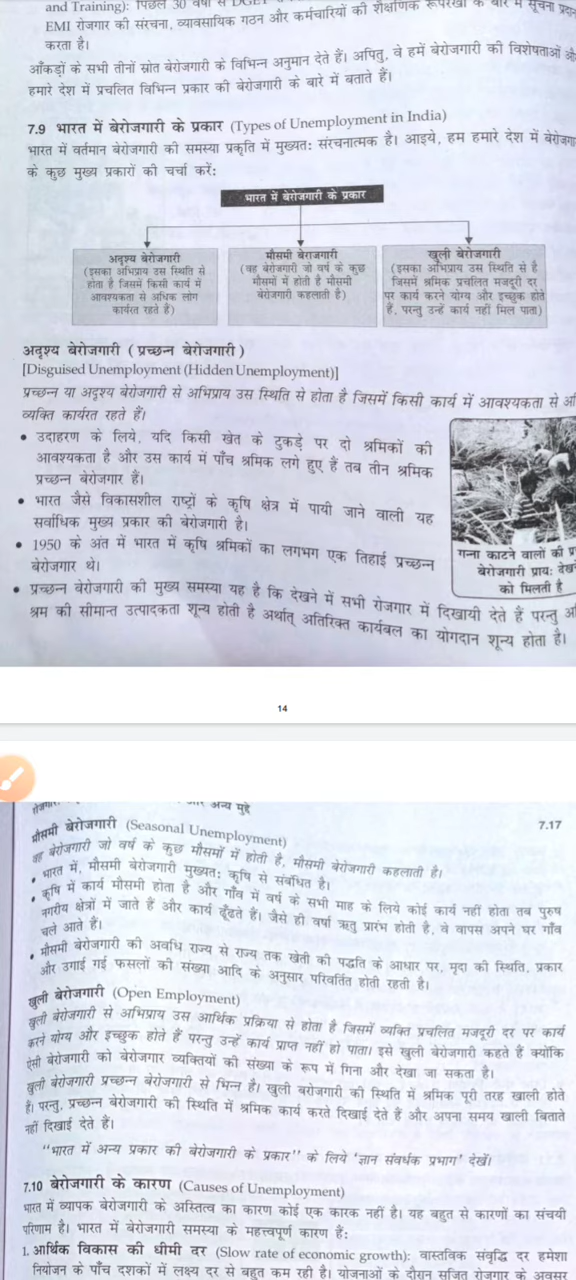 and Training): पिछले 30 वर्षों से DGET
EMI रोजगार की संरचना, व्यावसायिक गठन और कर्मचारियों की शैक्षणिक रूपरेखा के बारे में सूचना
करता है।
आँकड़ों के सभी तीनों स्रोत बेरोजगारी के विभिन्न अनुमान देते हैं। अपितु, वे हमें बेरोजगारी की विशेषताओं
हमारे देश में प्रचलित विभिन्न प्रकार की बेरोजगारी के बारे में बताते हैं।
7.9 भारत में बेरोजगारी के प्रकार (Types of Unemployment in India)
भारत में वर्तमान बेरोजगारी की समस्या प्रकृति में मुख्यत: संरचनात्मक है। आइये, हम हमारे देश में
के कुछ मुख्य प्रकारों की चर्चा करें:
भारत में बेरोजगारी के प्रकार
अदृश्य बेरोजगारी
(इसका अभिप्राय उस स्थिति से
होता है जिसमें किसी कार्य में
आवश्यकता से अधिक लोग
कार्यरत रहते हैं)
मौसमी बेराजगारी
(वह बेरोजगारी जो वर्ष के कुछ
मौसमों में होती है मौसमी
बेरोजगारी कहलाती है)
खुली बेरोजगारी
(इसका अभिप्राय उस स्थिति से है
जिसमें श्रमिक प्रचलित मजदूरी दर
पर कार्य करने योग्य और इच्छुक होते
हैं, परन्तु उन्हें कार्य नहीं मिल पाता)
अदृश्य बेरोजगारी (प्रच्छन्न बेरोजगारी)
[Disguised Unemployment (Hidden Unemployment)]
प्रच्छन्न या अदृश्य बेरोजगारी से अभिप्राय उस स्थिति से होता है जिसमें किसी कार्य में आवश्यकता से
व्यक्ति कार्यरत रहते हैं।
• उदाहरण के लिये, यदि किसी खेत के टुकड़े पर दो श्रमिकों की
आवश्यकता है और उस कार्य में पाँच श्रमिक लगे हुए हैं तब तीन श्रमिक
प्रच्छन्न बेरोजगार हैं।
• भारत जैसे विकासशील राष्ट्रों के कृषि क्षेत्र में पायी जाने वाली यह
सर्वाधिक मुख्य प्रकार की बेरोजगारी है।
• 1950 के अंत में भारत में कृषि श्रमिकों का लगभग एक तिहाई प्रच्छन्न
बेरोजगार थे।
गन्ना काटने वालों की
बेरोजगारी प्राय:
को मिलती है
• प्रच्छन्न बेरोजगारी की मुख्य समस्या यह है कि देखने में सभी रोजगार में दिखायी देते हैं परन्तु
श्रम की सीमान्त उत्पादकता शून्य होती है अर्थात् अतिरिक्त कार्यबल का योगदान शून्य होता है।
14
अन्य मुद्दे
7.17
मौसमी बेरोजगारी (Seasonal Unemployment)
वह बेरोजगारी जो वर्ष के कुछ मौसमों में होती है, मौसमी बेरोजगारी कहलाती है।
• भारत में, मौसमी बेरोजगारी मुख्यत: कृषि से संबंधित है।
• कृषि में कार्य मौसमी होता है और गाँव में वर्ष के सभी माह के लिये कोई कार्य नहीं होता तब पुरुष
नगरीय क्षेत्रों में जाते हैं और कार्य ढूँढते हैं। जैसे ही वर्षा ऋतु प्रारंभ होती है, वे वापस अपने घर गाँव
चले आते हैं।
• मौसमी बेरोजगारी की अवधि राज्य से राज्य तक खेती की पद्धति के आधार पर, मृदा की स्थिति, प्रकार
और उगाई गई फसलों की संख्या आदि के अनुसार परिवर्तित होती रहती है।
खुली बेरोजगारी (Open Employment)
खुली बेरोजगारी से अभिप्राय उस आर्थिक प्रक्रिया से होता है जिसमें व्यक्ति प्रचलित मजदूरी दर पर कार्य
करने योग्य और इच्छुक होते हैं परन्तु उन्हें कार्य प्राप्त नहीं हो पाता। इसे खुली बेरोजगारी कहते हैं क्योंकि
ऐसी बेरोजगारी को बेरोजगार व्यक्तियों की संख्या के रूप में गिना और देखा जा सकता है।
खुली बेरोजगारी प्रच्छन्न बेरोजगारी से भिन्न है। खुली बरोजगारी की स्थिति में श्रमिक पूरी तरह खाली होते
हैं। परन्तु, प्रच्छन्न बेरोजगारी की स्थिति में श्रमिक कार्य करते दिखाई देते हैं और अपना समय खाली बिताते
नहीं दिखाई देते हैं।
"भारत में अन्य प्रकार की बेरोजगारी के प्रकार" के लिये 'ज्ञान संवर्धक प्रभाग' देखें।
7.10 बेरोजगारी के कारण (Causes of Unemployment)
भारत में व्यापक बेरोजगारी के अस्तित्व का कारण कोई एक कारक नहीं है। यह बहुत से कारणों का संचयी
परिणाम है। भारत में बेरोजगारी समस्या के महत्त्वपूर्ण कारण हैं:
1. आर्थिक विकास की धीमी दर (Slow rate of economic growth): वास्तविक संवृद्धि दर हमेशा
नियोजन के पाँच दशकों में लक्ष्य दर से बहुत कम रही है। योजनाओं के दौरान सृजित रोजगार के अवसर